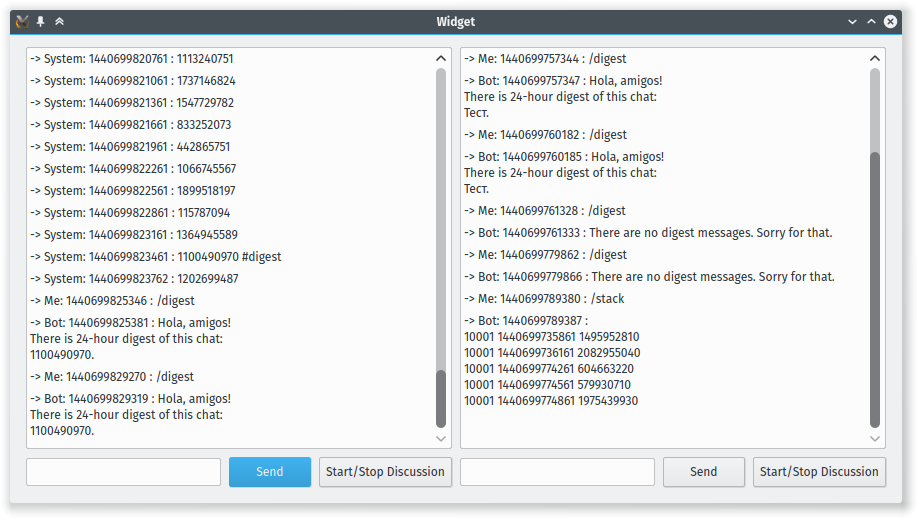 Widget
-> System: 1440699820761 : 1113240751
-> System: 1440699821061 : 1737146824
-> System: 1440699821361 : 1547729782
-> System: 1440699821661 : 833252073
-> System: 1440699821961 : 442865751
-> System: 1440699822261 : 1066745567
-> System: 1440699822561 : 1899518197
-> System: 1440699822861 : 115787094
-> System: 1440699823161 : 1364945589
-> System: 1440699823461 : 1100490970 #digest
-> System: 1440699823762 : 1202699487
-> Me: 1440699825346 : /digest
-> Bot: 1440699825381 : Hola, amigos!
There is 24-hour digest of this chat:
1100490970.
-> Me: 1440699829270 : /digest
-> Bot: 1440699829319 : Hola, amigos!
There is 24-hour digest of this chat:
1100490970.
Send
Start/Stop Discussion
-> Me: 1440699757344 : /digest
-> Bot: 1440699757347 : Hola, amigos!
There is 24-hour digest of this chat:
Тест.
-> Me: 1440699760182 : /digest
-> Bot: 1440699760185 : Hola, amigos!
There is 24-hour digest of this chat:
Тест.
-> Me: 1440699761328 : /digest
-> Bot: 1440699761333 : There are no digest messages. Sorry for that.
-> Me: 1440699779862 : /digest
-> Bot: 1440699779866 : There are no digest messages. Sorry for that.
-> Me: 1440699789380 : /stack
-> Bot: 1440699789387 :
10001 1440699735861 1495952810
10001 1440699736161 2082955040
10001 1440699774261 604663220
10001 1440699774561 579930710
10001 1440699774861 1975439930
Send
Start/Stop Discussion